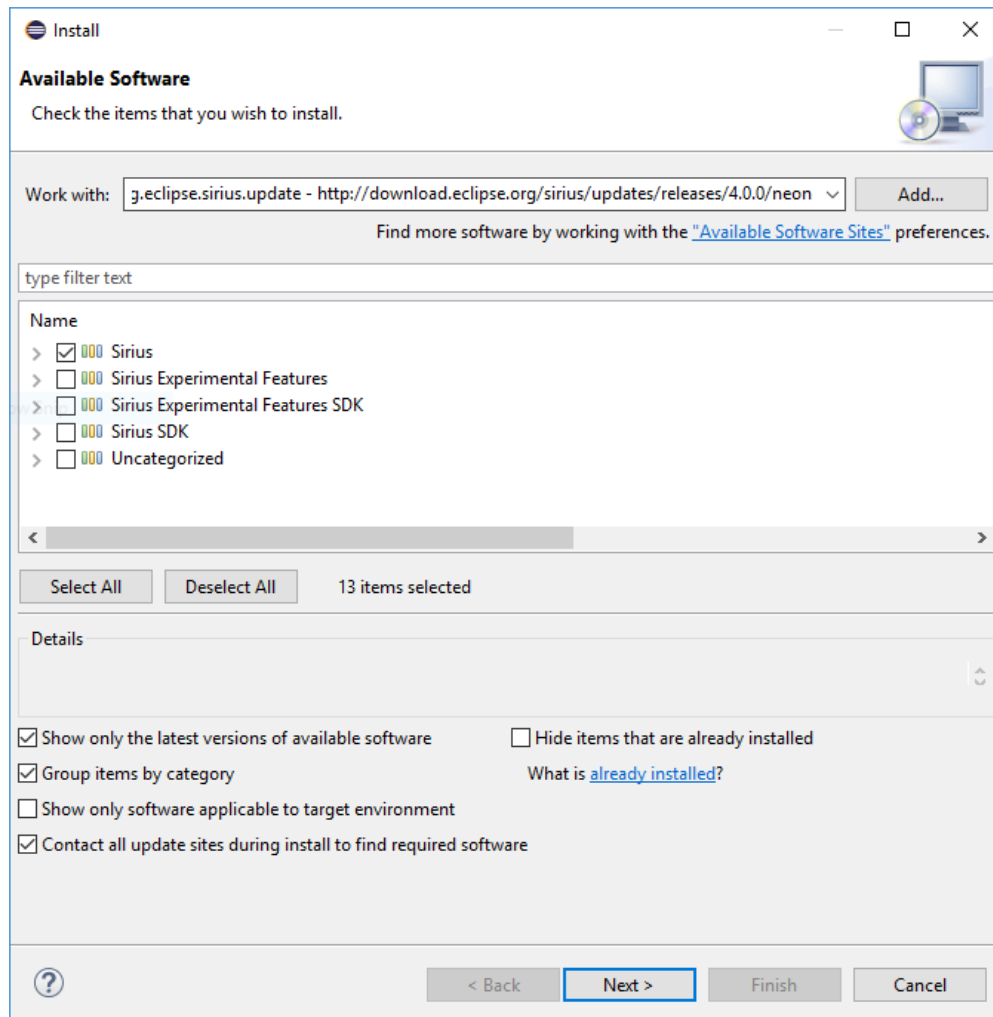 Install
Available Software
Check the items that you wish to install.
Work with: g.eclipse.sirius.update - http://download.eclipse.org/sirius/updates/releases/4.0.0/neon Add...
Find more software by working with the "Available Software Sites" preferences.
type filter text
Name
Sirius
Sirius Experimental Features
Sirius Experimental Features SDK
Sirius SDK
Uncategorized
Select All Deselect All 13 items selected
Details
Show only the latest versions of available software Hide items that are already installed
Group items by category What is already installed?
Show only software applicable to target environment
Contact all update sites during install to find required software
? < Back Next > Finish Cancel